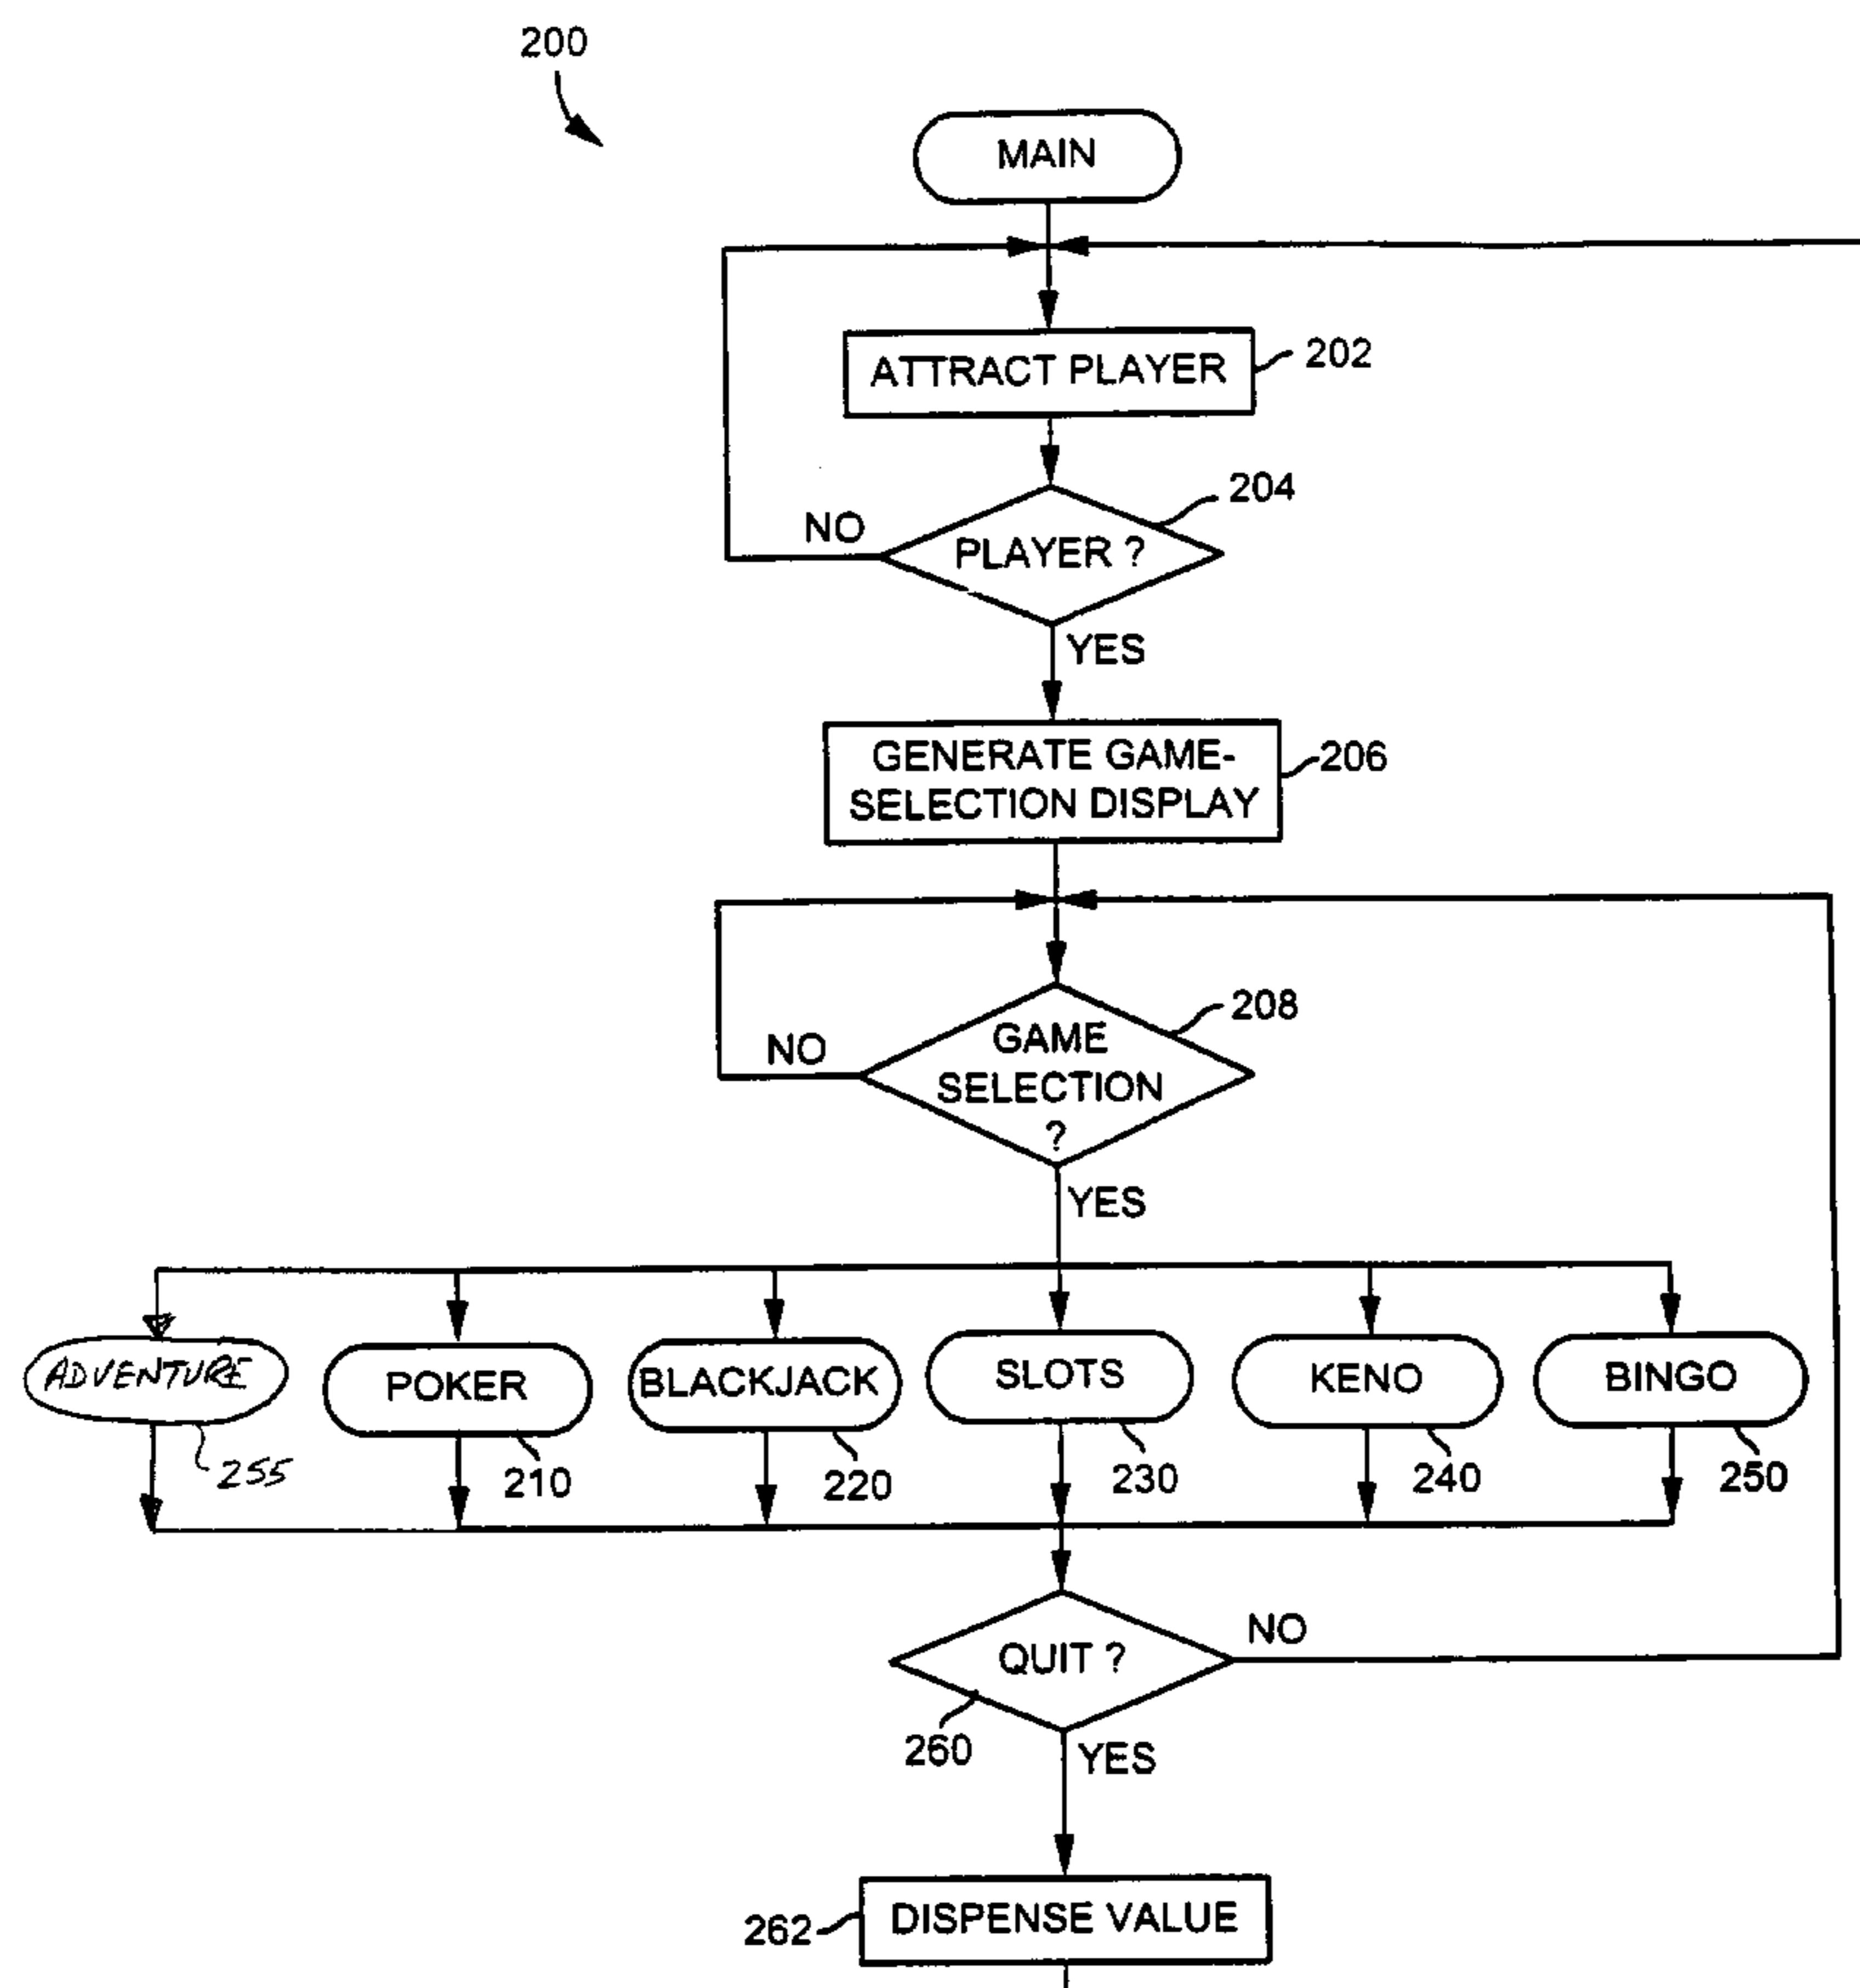 200
MAIN
ATTRACT PLAYER
202
204
NO
PLAYER ?
YES
GENERATE GAME-
SELECTION DISPLAY
206
208
NO
GAME
SELECTION
?
YES
ADVENTURE
POKER
BLACKJACK
SLOTS
KENO
BINGO
255
210
220
230
240
250
QUIT ?
NO
260
YES
262
DISPENSE VALUE